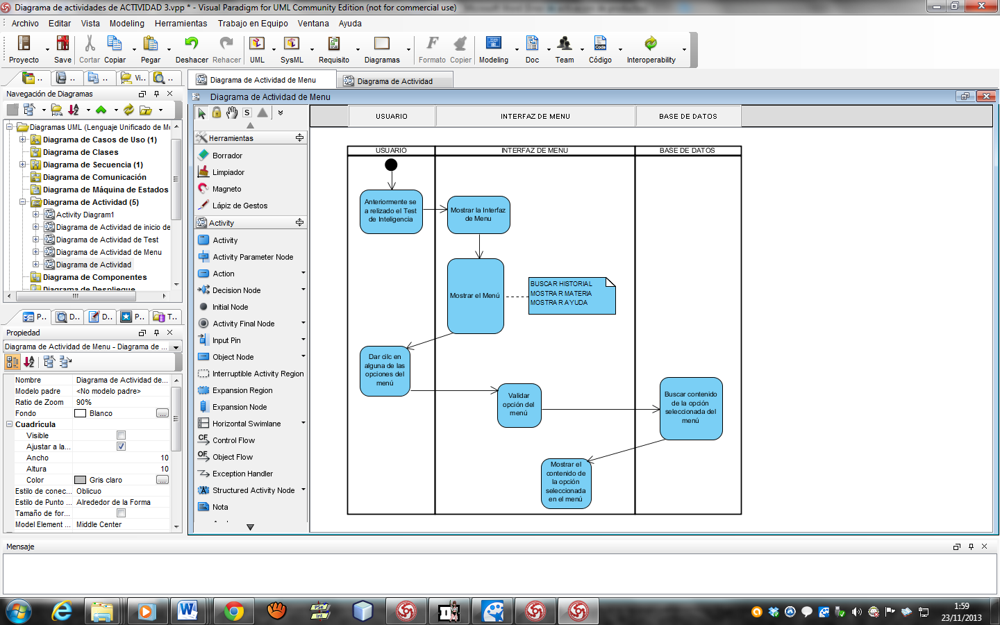 Diagrama de actividades de ACTIVIDAD 3.vpp * - Visual Paradigm for UML Community Edition (not for commercial use)
Archivo Editar Vista Modeling Herramientas Trabajo en Equipo Ventana Ayuda
Proyecto Save Cortar Copiar Pegar Deshacer Rehacer UML SysML Requisito Diagramas Formato Copier Modeling Doc Team Código Interoperability
.. .. .. Vi.. ..
Navegación de Diagramas
Diagramas UML (Lenguaje Unificado de M
Diagrama de Casos de Uso (1)
Diagrama de Clases
Diagrama de Secuencia (1)
Diagrama de Comunicación
Diagrama de Máquina de Estados
Diagrama de Actividad (5)
Activity Diagram1
Diagrama de Actividad de inicio de
Diagrama de Actividad de Test
Diagrama de Actividad de Menu
Diagrama de Actividad
Diagrama de Componentes
Diagrama de Despliegue
P.. D.. D.. P.. T..
Propiedad
Diagrama de Actividad de Menu - Diagrama de ...
Nombre Diagrama de Actividad de...
Modelo padre <No modelo padre>
Ratio de Zoom 90%
Fondo Blanco ...
Cuadrícula
Visible
Ajustar a la...
Ancho 10
Altura 10
Color Gris claro ...
Estilo de conec... Oblicuo
Estilo de Punto ... Alrededor de la Forma
Tamaño de for...
Model Element ... Middle Center
Diagrama de Actividad de Menu Diagrama de Actividad
Diagrama de Actividad de Menu
S
Herramientas
Borrador
Limpiador
Magneto
Lápiz de Gestos
Activity
Activity
Activity Parameter Node
Action
Decision Node
Initial Node
Activity Final Node
Input Pin
Object Node
Interruptible Activity Region
Expansion Region
Expansion Node
Horizontal Swimlane
CF Control Flow
OF Object Flow
Exception Handler
Structured Activity Node
Nota
USUARIO INTERFAZ DE MENU BASE DE DATOS
USUARIO INTERFAZ DE MENU BASE DE DATOS
Anteriormente se
a relizado el Test
de Inteligencia
Mostrar la Interfaz
de Menu
Mostrar el Menú
BUSCAR HISTORIAL
MOSTRAR MATERIA
MOSTRAR AYUDA
Dar cilc en
alguna de las
opciones del
menú
Validar
opción del
menú
Buscar contenido
de la opción
seleccionada del
menú
Mostrar el
contenido de
la opción
seleccionada
en el menú
Mensaje
PSe
Int
1:59
23/11/2013